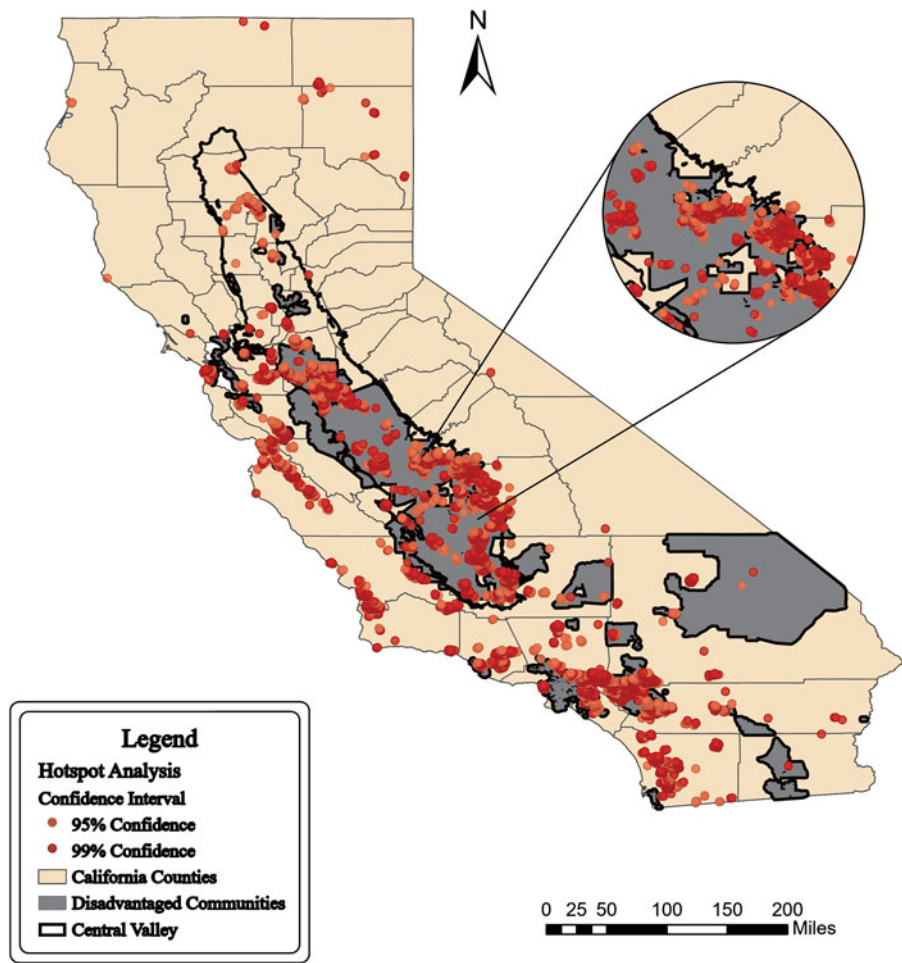 N
Legend
Hotspot Analysis
Confidence Interval
95% Confidence
99% Confidence
California Counties
Disadvantaged Communities
Central Valley
0 25 50 100 150 200
Miles